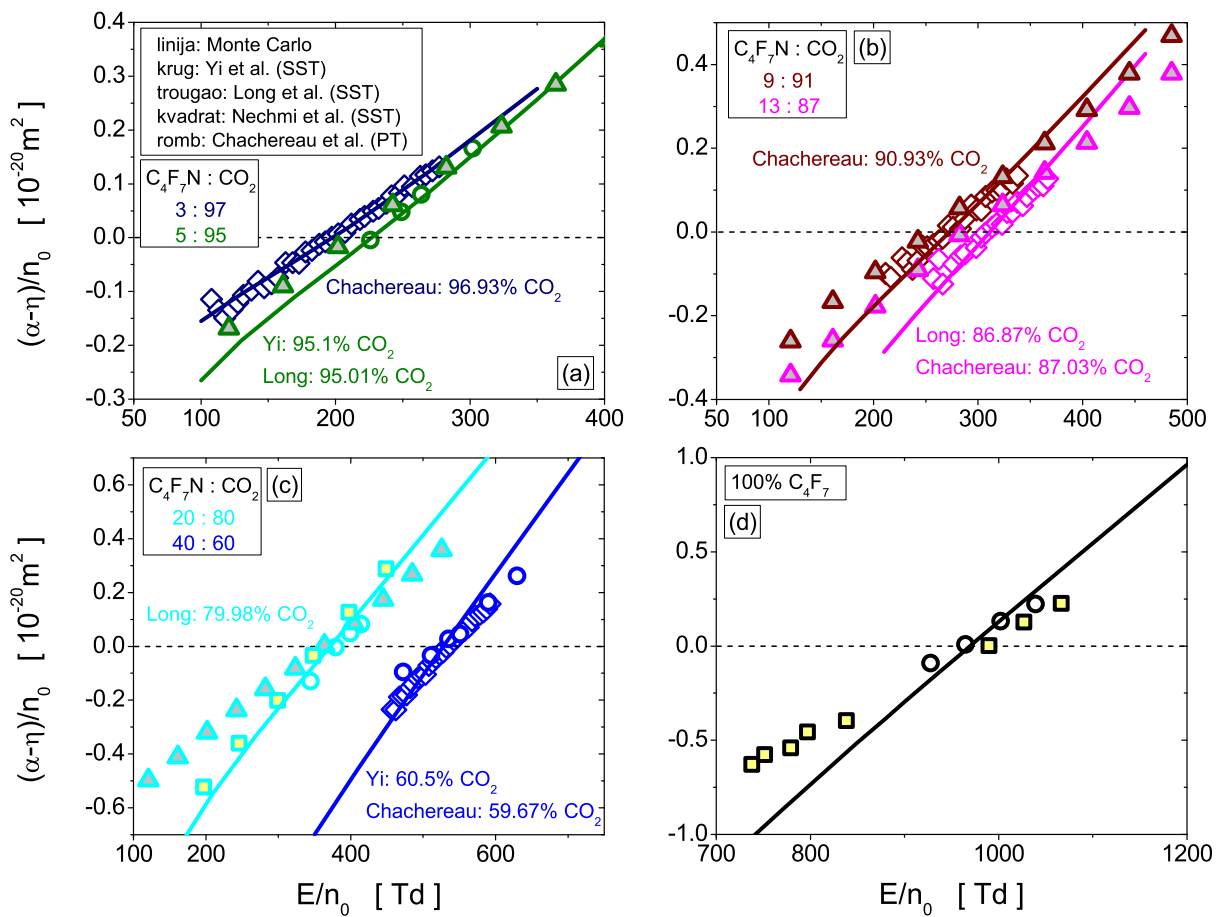 (α-η)/n₀ [ 10⁻²⁰m² ]
0.4
0.3
0.2
0.1
0.0
-0.1
-0.2
-0.3
linija: Monte Carlo
krug: Yi et al. (SST)
trougao: Long et al. (SST)
kvadrat: Nechmi et al. (SST)
romb: Chachereau et al. (PT)
(a)
C₄F₇N : CO₂
3 : 97
5 : 95
Chachereau: 96.93% CO₂
Yi: 95.1% CO₂
Long: 95.01% CO₂
50 100 200 300 400
0.4
0.2
0.0
-0.2
-0.4
C₄F₇N : CO₂
9 : 91
13 : 87
(b)
Chachereau: 90.93% CO₂
Long: 86.87% CO₂
Chachereau: 87.03% CO₂
50 100 200 300 400 500
(α-η)/n₀ [ 10⁻²⁰m² ]
0.6
0.4
0.2
0.0
-0.2
-0.4
-0.6
C₄F₇N : CO₂
20 : 80
40 : 60
(c)
Long: 79.98% CO₂
Yi: 60.5% CO₂
Chachereau: 59.67% CO₂
100 200 400 600
E/n₀ [ Td ]
1.0
0.5
0.0
-0.5
-1.0
100% C₄F₇
(d)
700 800 1000 1200
E/n₀ [ Td ]